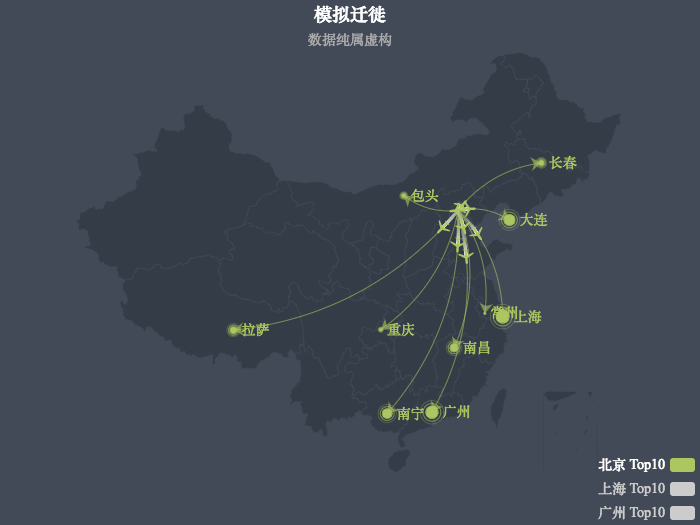 模拟迁徙
数据纯属虚构
长春
包头
大连
常州
上海
拉萨
重庆
南昌
南宁
广州
北京 Top10
上海 Top10
广州 Top10